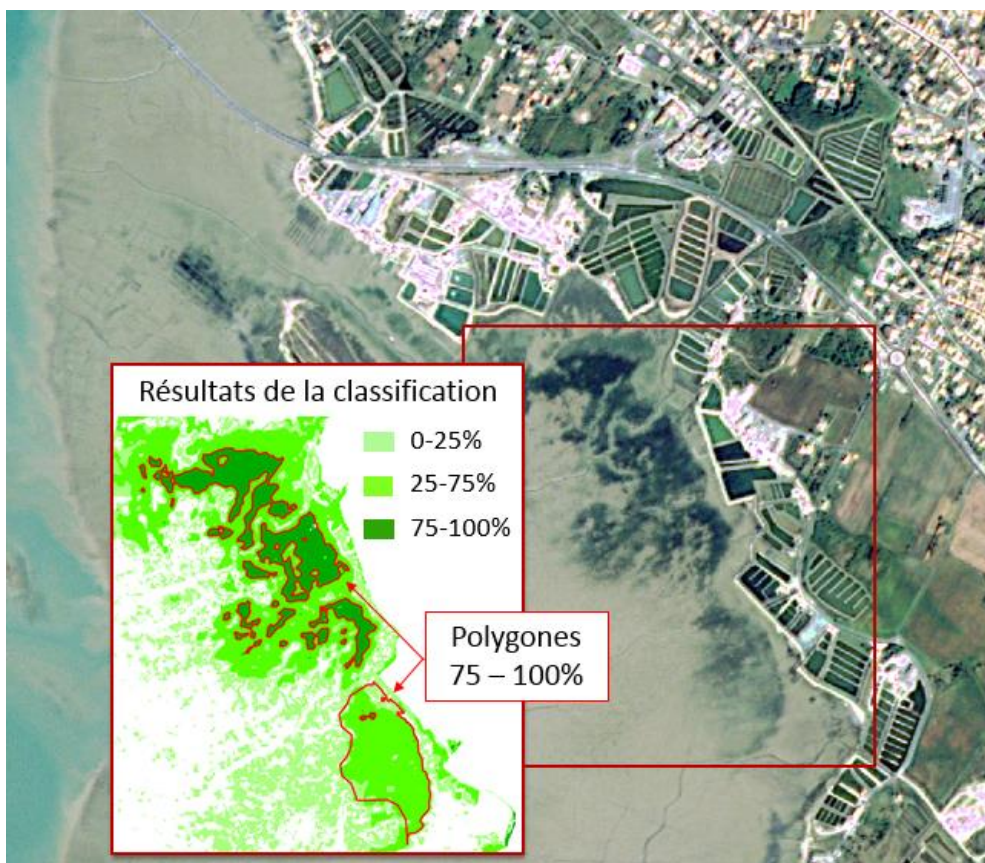 Résultats de la classification
0-25%
25-75%
75-100%
Polygones
75 – 100%